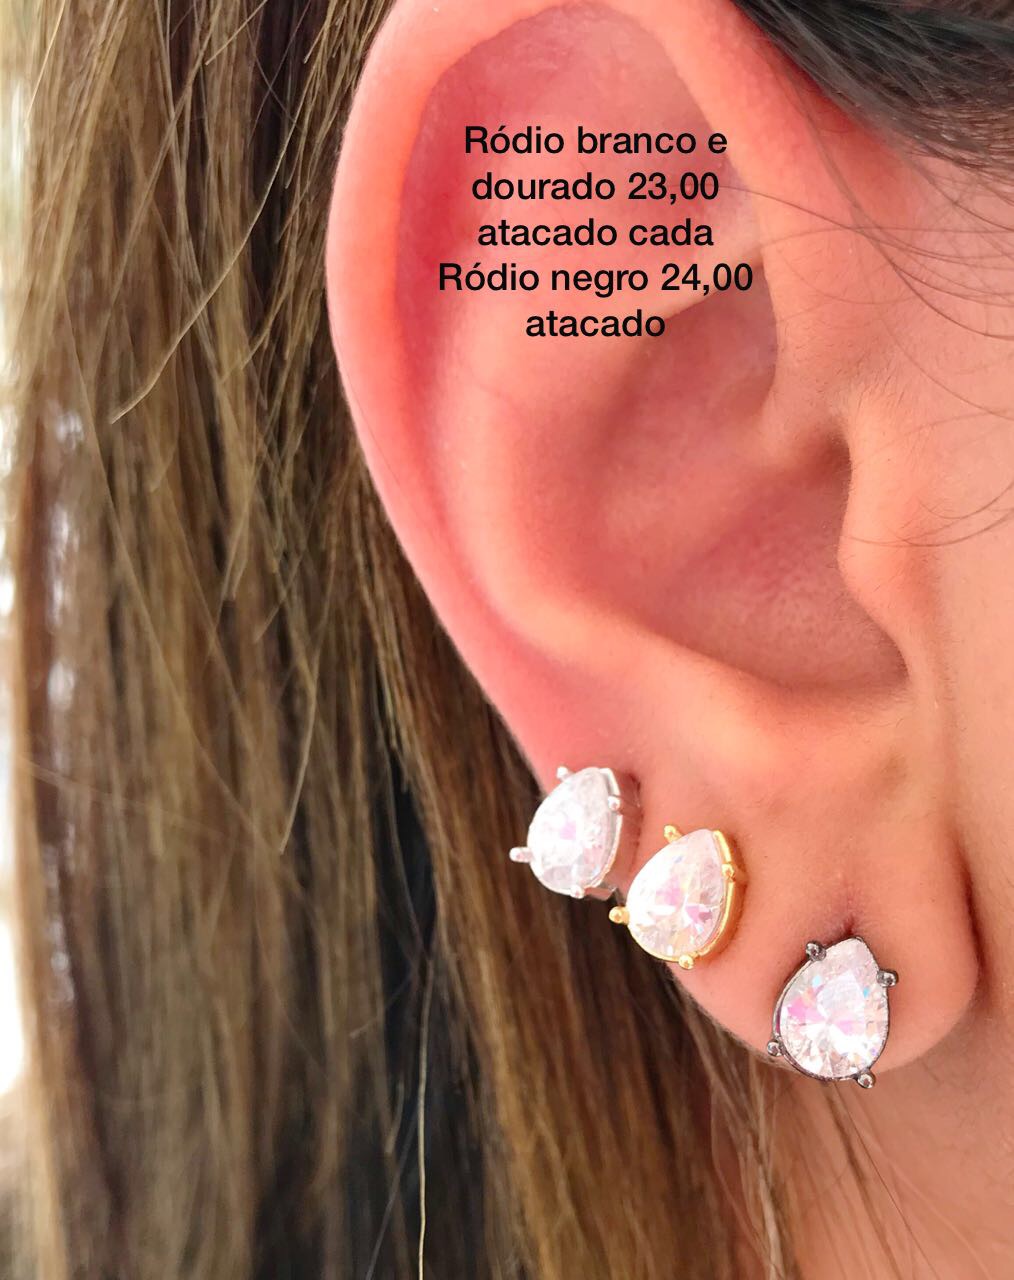 Ródio branco e
dourado 23,00
atacado cada
Ródio negro 24,00
atacado